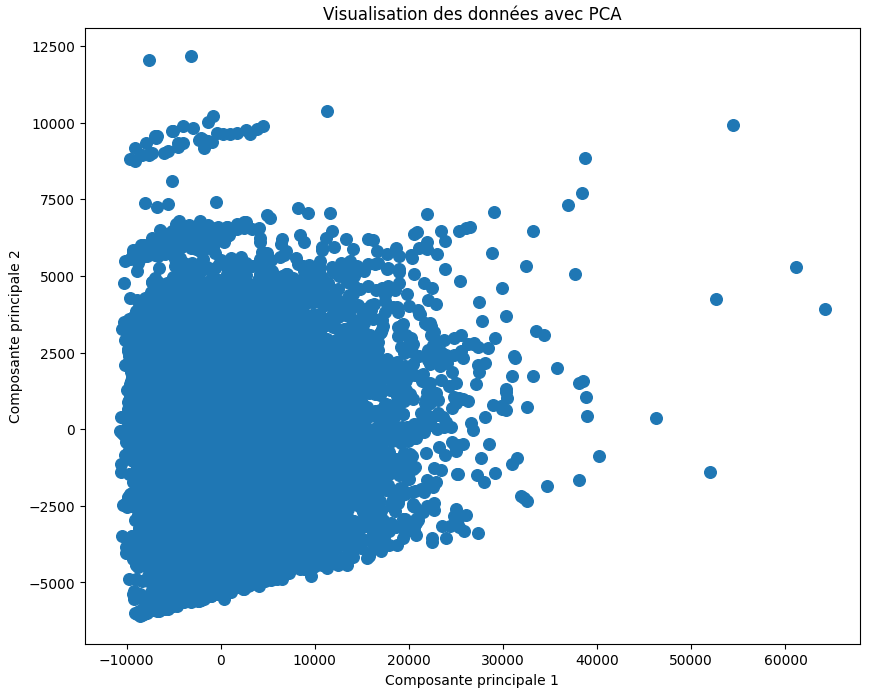 Visualisation des données avec PCA
12500
10000
7500
5000
2500
0
−2500
−5000
Composante principale 2
−10000 0 10000 20000 30000 40000 50000 60000
Composante principale 1